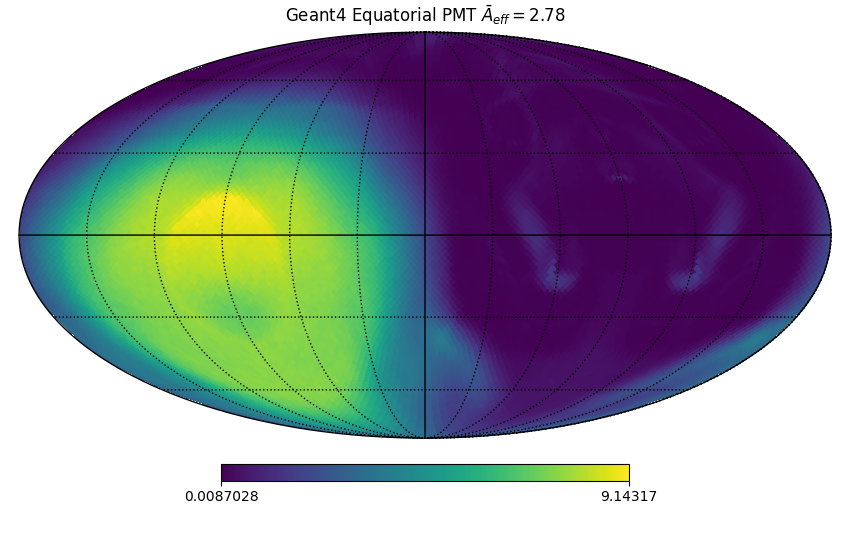 Geant4 Equatorial PMT $\bar{A}_{eff} = 2.78$
0.0087028 9.14317